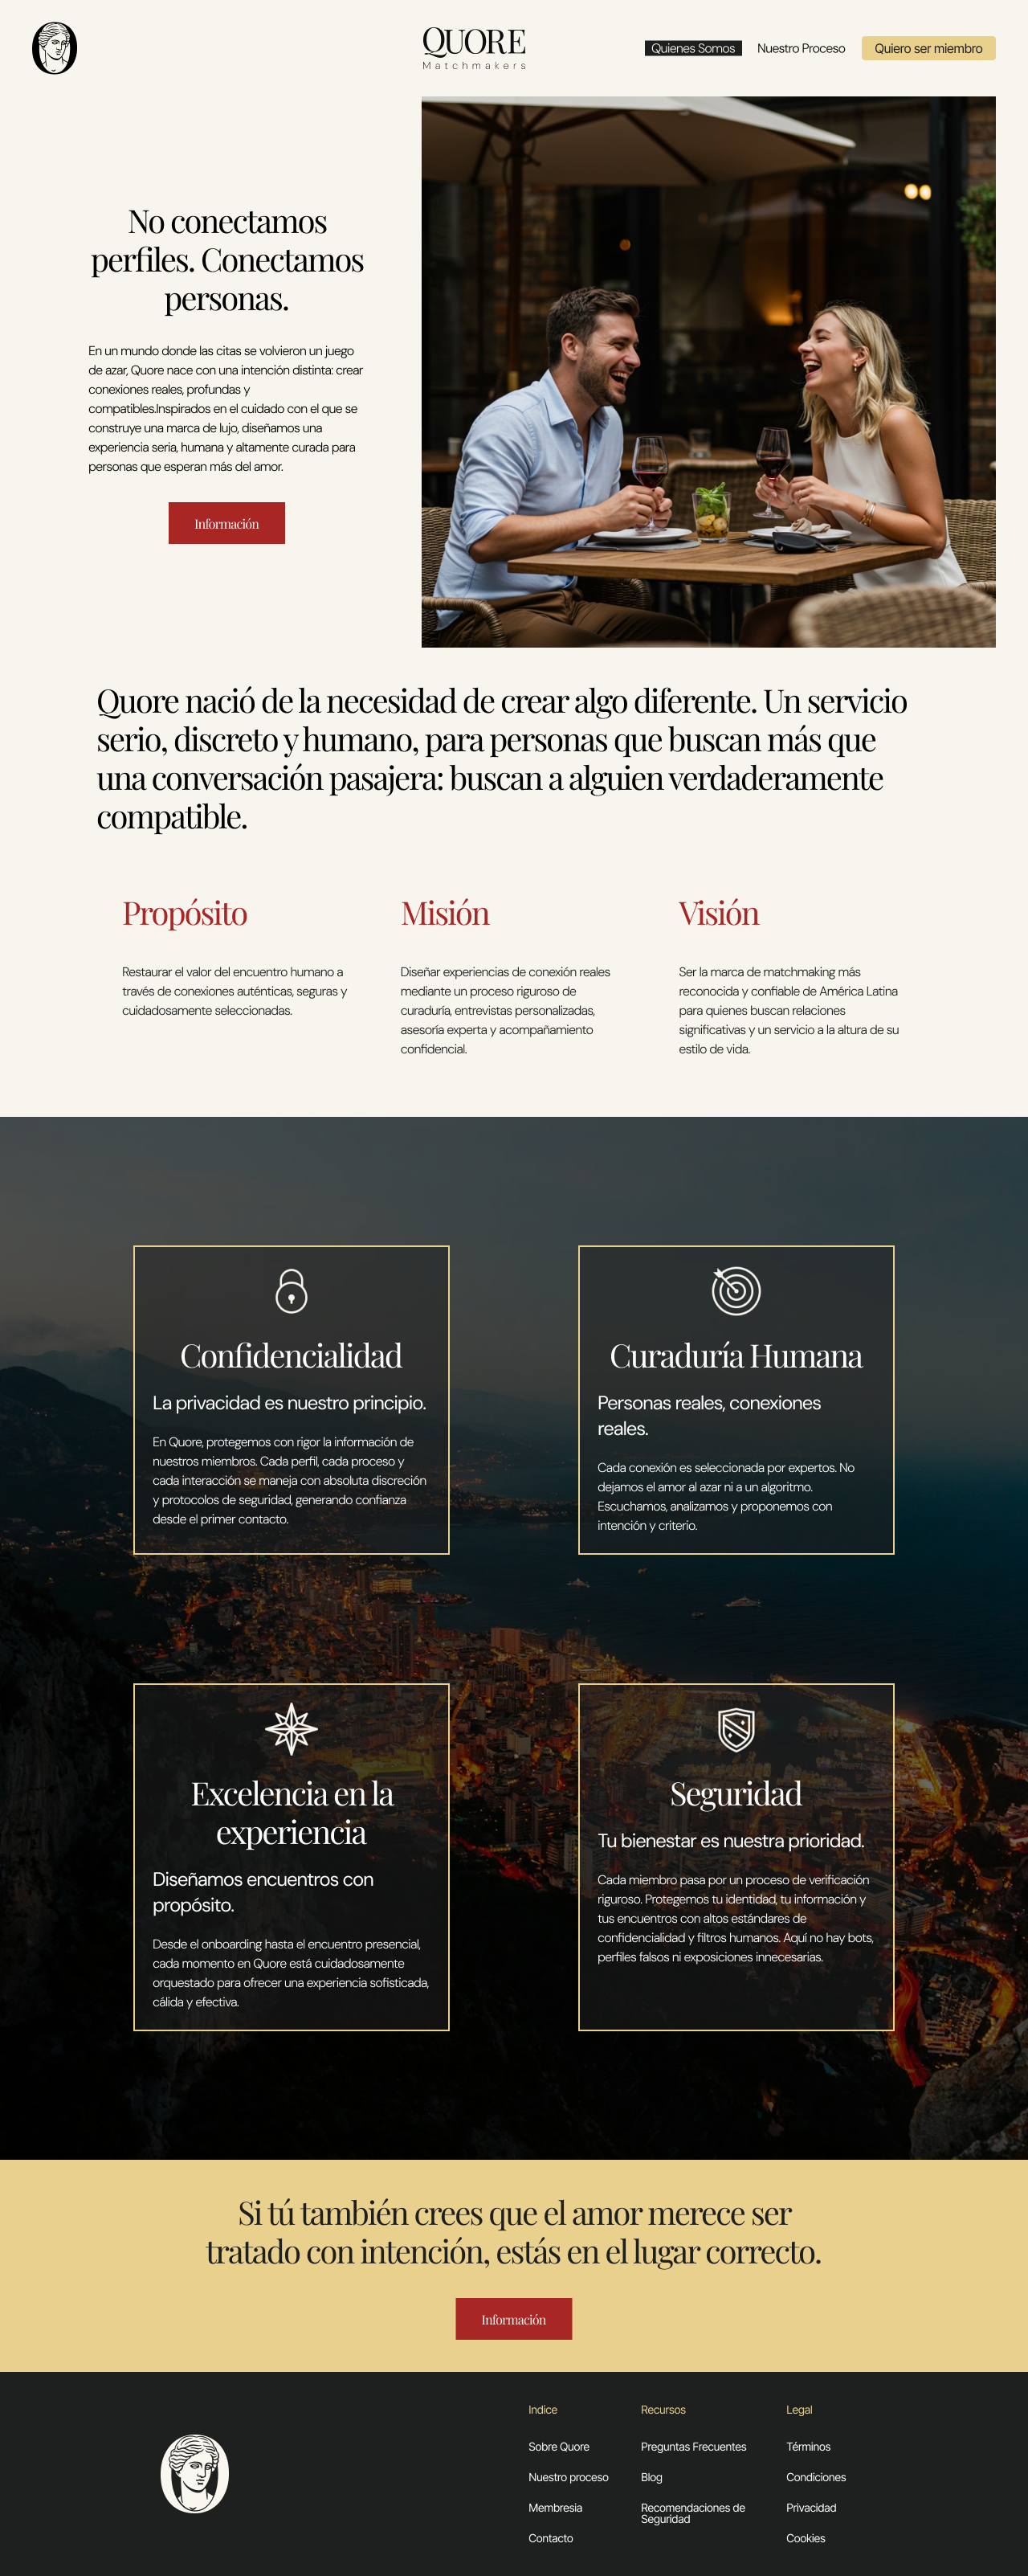 QUORE
Matchmakers
Quienes Somos
Nuestro Proceso
Quiero ser miembro
No conectamos
perfiles. Conectamos
personas.
En un mundo donde las citas se volvieron un juego
de azar, Quore nace con una intención distinta: crear
conexiones reales, profundas y
compatibles.Inspirados en el cuidado con el que se
construye una marca de lujo, diseñamos una
experiencia seria, humana y altamente curada para
personas que esperan más del amor.
Información
Quore nació de la necesidad de crear algo diferente. Un servicio
serio, discreto y humano, para personas que buscan más que
una conversación pasajera: buscan a alguien verdaderamente
compatible.
Propósito
Restaurar el valor del encuentro humano a
través de conexiones auténticas, seguras y
cuidadosamente seleccionadas.
Misión
Diseñar experiencias de conexión reales
mediante un proceso riguroso de
curaduría, entrevistas personalizadas,
asesoría experta y acompañamiento
confidencial.
Visión
Ser la marca de matchmaking más
reconocida y confiable de América Latina
para quienes buscan relaciones
significativas y un servicio a la altura de su
estilo de vida.
Confidencialidad
La privacidad es nuestro principio.
En Quore, protegemos con rigor la información de
nuestros miembros. Cada perfil, cada proceso y
cada interacción se maneja con absoluta discreción
y protocolos de seguridad, generando confianza
desde el primer contacto.
Curaduría Humana
Personas reales, conexiones
reales.
Cada conexión es seleccionada por expertos. No
dejamos el amor al azar ni a un algoritmo.
Escuchamos, analizamos y proponemos con
intención y criterio.
Excelencia en la
experiencia
Diseñamos encuentros con
propósito.
Desde el onboarding hasta el encuentro presencial,
cada momento en Quore está cuidadosamente
orquestado para ofrecer una experiencia sofisticada,
cálida y efectiva.
Seguridad
Tu bienestar es nuestra prioridad.
Cada miembro pasa por un proceso de verificación
riguroso. Protegemos tu identidad, tu información y
tus encuentros con altos estándares de
confidencialidad y filtros humanos. Aquí no hay bots,
perfiles falsos ni exposiciones innecesarias.
Si tú también crees que el amor merece ser
tratado con intención, estás en el lugar correcto.
Información
Indice
Sobre Quore
Nuestro proceso
Membresia
Contacto
Recursos
Preguntas Frecuentes
Blog
Recomendaciones de
Seguridad
Legal
Términos
Condiciones
Privacidad
Cookies